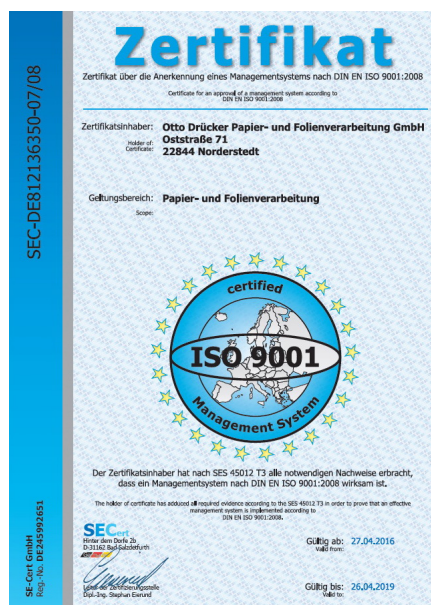 Zertifikat
Zertifikat über die Anerkennung eines Managementsystems nach DIN EN ISO 9001:2008
Certificate for an approval of a management system according to
DIN EN ISO 9001:2008
Zertifikatsinhaber: Otto Drücker Papier- und Folienverarbeitung GmbH
Holder of Oststraße 71
Certificate: 22844 Norderstedt
Geltungsbereich: Papier- und Folienverarbeitung
Scope:
certified
ISO 9001
Management System
Der Zertifikatsinhaber hat nach SES 45012 T3 alle notwendigen Nachweise erbracht,
dass ein Managementsystem nach DIN EN ISO 9001:2008 wirksam ist.
The holder of certificate has adduced all required evidence according to the SES 45012 T3 in order to prove that an effective
management system is implemented according to
DIN EN ISO 9001:2008.
SECert
Hinter dem Dorfe 2b
D-31162 Bad Salzdetfurth
Gültig ab: 27.04.2016
Valid from:
Leiter der Zertifizierungsstelle
Dipl.-Ing. Stephan Eierund
Gültig bis: 26.04.2019
Valid to:
SEC-DE812136350-07/08
SE-Cert GmbH
Reg.-No. DE245992651